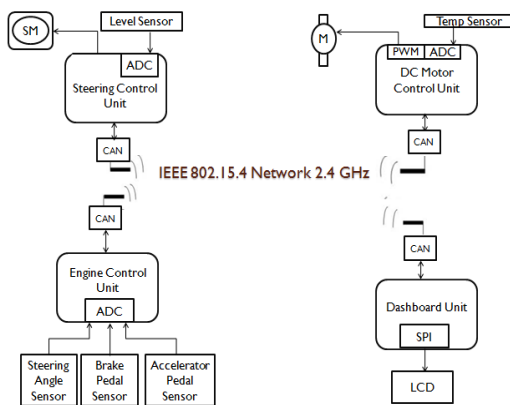 SM
Level Sensor
ADC
Steering Control
Unit
CAN
M
Temp Sensor
PWM
ADC
DC Motor
Control Unit
CAN
IEEE 802.15.4 Network 2.4 GHz
CAN
Engine Control
Unit
ADC
Steering
Angle
Sensor
Brake
Pedal
Sensor
Accelerator
Pedal
Sensor
CAN
Dashboard Unit
SPI
LCD